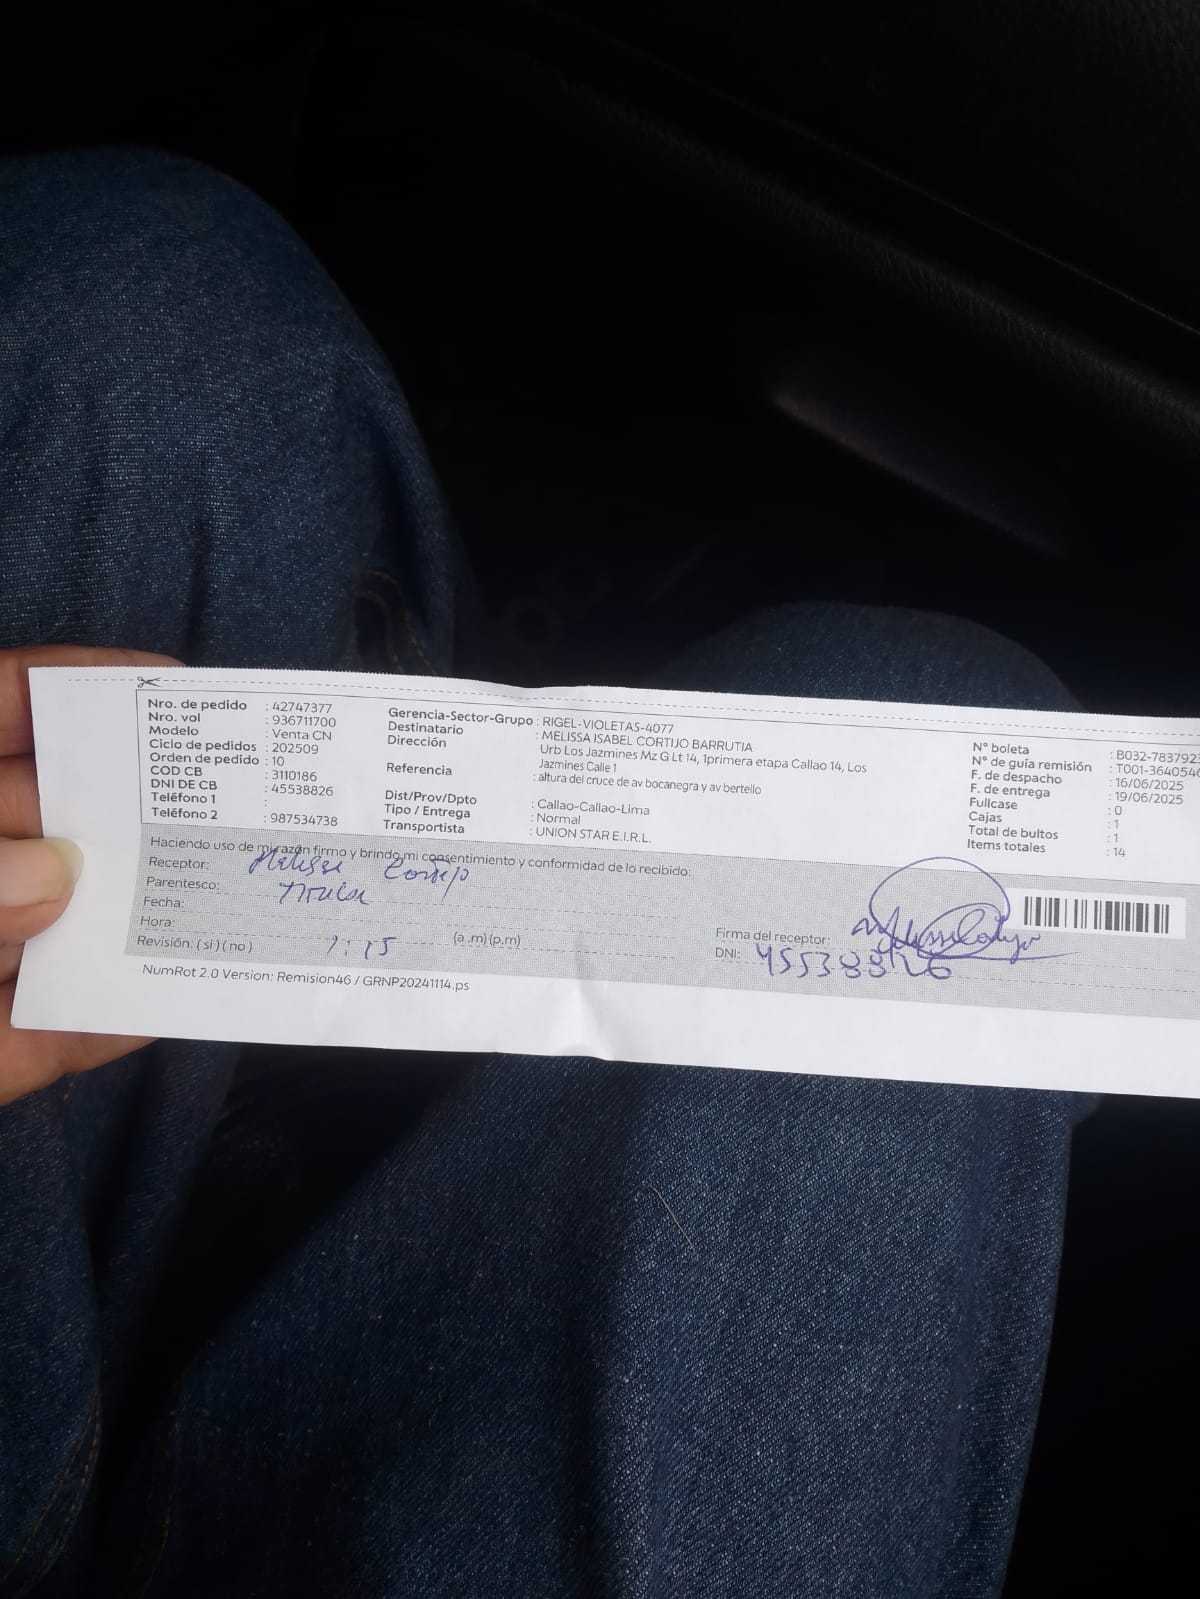 Nro. de pedido : 42747377
Nro. vol : 936711700
Modelo : Venta CN
Ciclo de pedidos : 202509
Orden de pedido : 10
COD CB : 3110186
DNI DE CB : 45538826
Teléfono 1 :
Teléfono 2 : 987534738
Gerencia-Sector-Grupo : RIGEL-VIOLETAS-4077
Destinatario : MELISSA ISABEL CORTIJO BARRUTIA
Dirección Urb Los Jazmines Mz G Lt 14, 1primera etapa Callao 14, Los
Jazmines Calle 1
Referencia : altura del cruce de av bocanegra y av bertello
Dist/Prov/Dpto : Callao-Callao-Lima
Tipo / Entrega : Normal
Transportista : UNION STAR E.I.R.L.
N° boleta : B032-7837923
N° de guía remisión : T001-3640546
F. de despacho : 16/06/2025
F. de entrega : 19/06/2025
Fullcase : 0
Cajas : 1
Total de bultos : 1
Items totales : 14
Haciendo uso de mi razón firmo y brindo mi consentimiento y conformidad de lo recibido:
Receptor: Melissa Cortijo
Parentesco: Titular
Fecha:
Hora: 1:15 (a.m)(p.m)
Revisión: ( si ) ( no )
Firma del receptor:
DNI: 45538826
NumRot 2.0 Version: Remision46 / GRNP20241114.ps